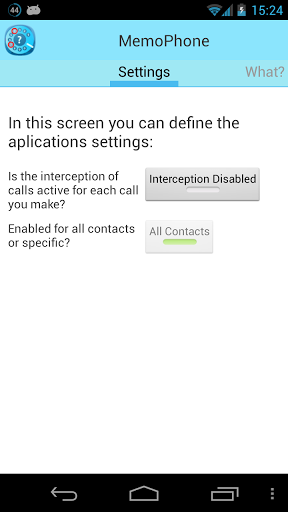 44
15:24
?
MemoPhone
Settings
What?
In this screen you can define the
aplications settings:
Is the interception of
calls active for each call
you make?
Interception Disabled
Enabled for all contacts
or specific?
All Contacts